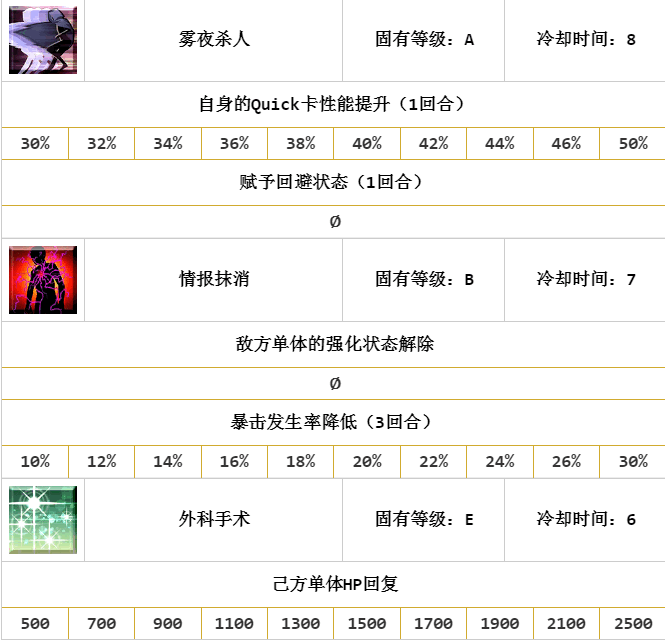 雾夜杀人 固有等级：A 冷却时间：8
自身的Quick卡性能提升（1回合）
30% 32% 34% 36% 38% 40% 42% 44% 46% 50%
赋予回避状态（1回合）
Ø
情报抹消 固有等级：B 冷却时间：7
敌方单体的强化状态解除
Ø
暴击发生率降低（3回合）
10% 12% 14% 16% 18% 20% 22% 24% 26% 30%
外科手术 固有等级：E 冷却时间：6
己方单体HP回复
500 700 900 1100 1300 1500 1700 1900 2100 2500